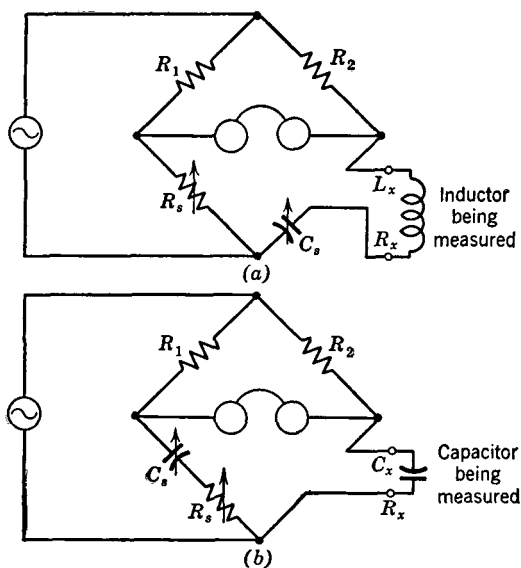 R₁
R₂
Rₛ
Cₛ
Lₓ
Rₓ
Inductor
being
measured
(a)
R₁
R₂
Cₛ
Rₛ
Cₓ
Rₓ
Capacitor
being
measured
(b)